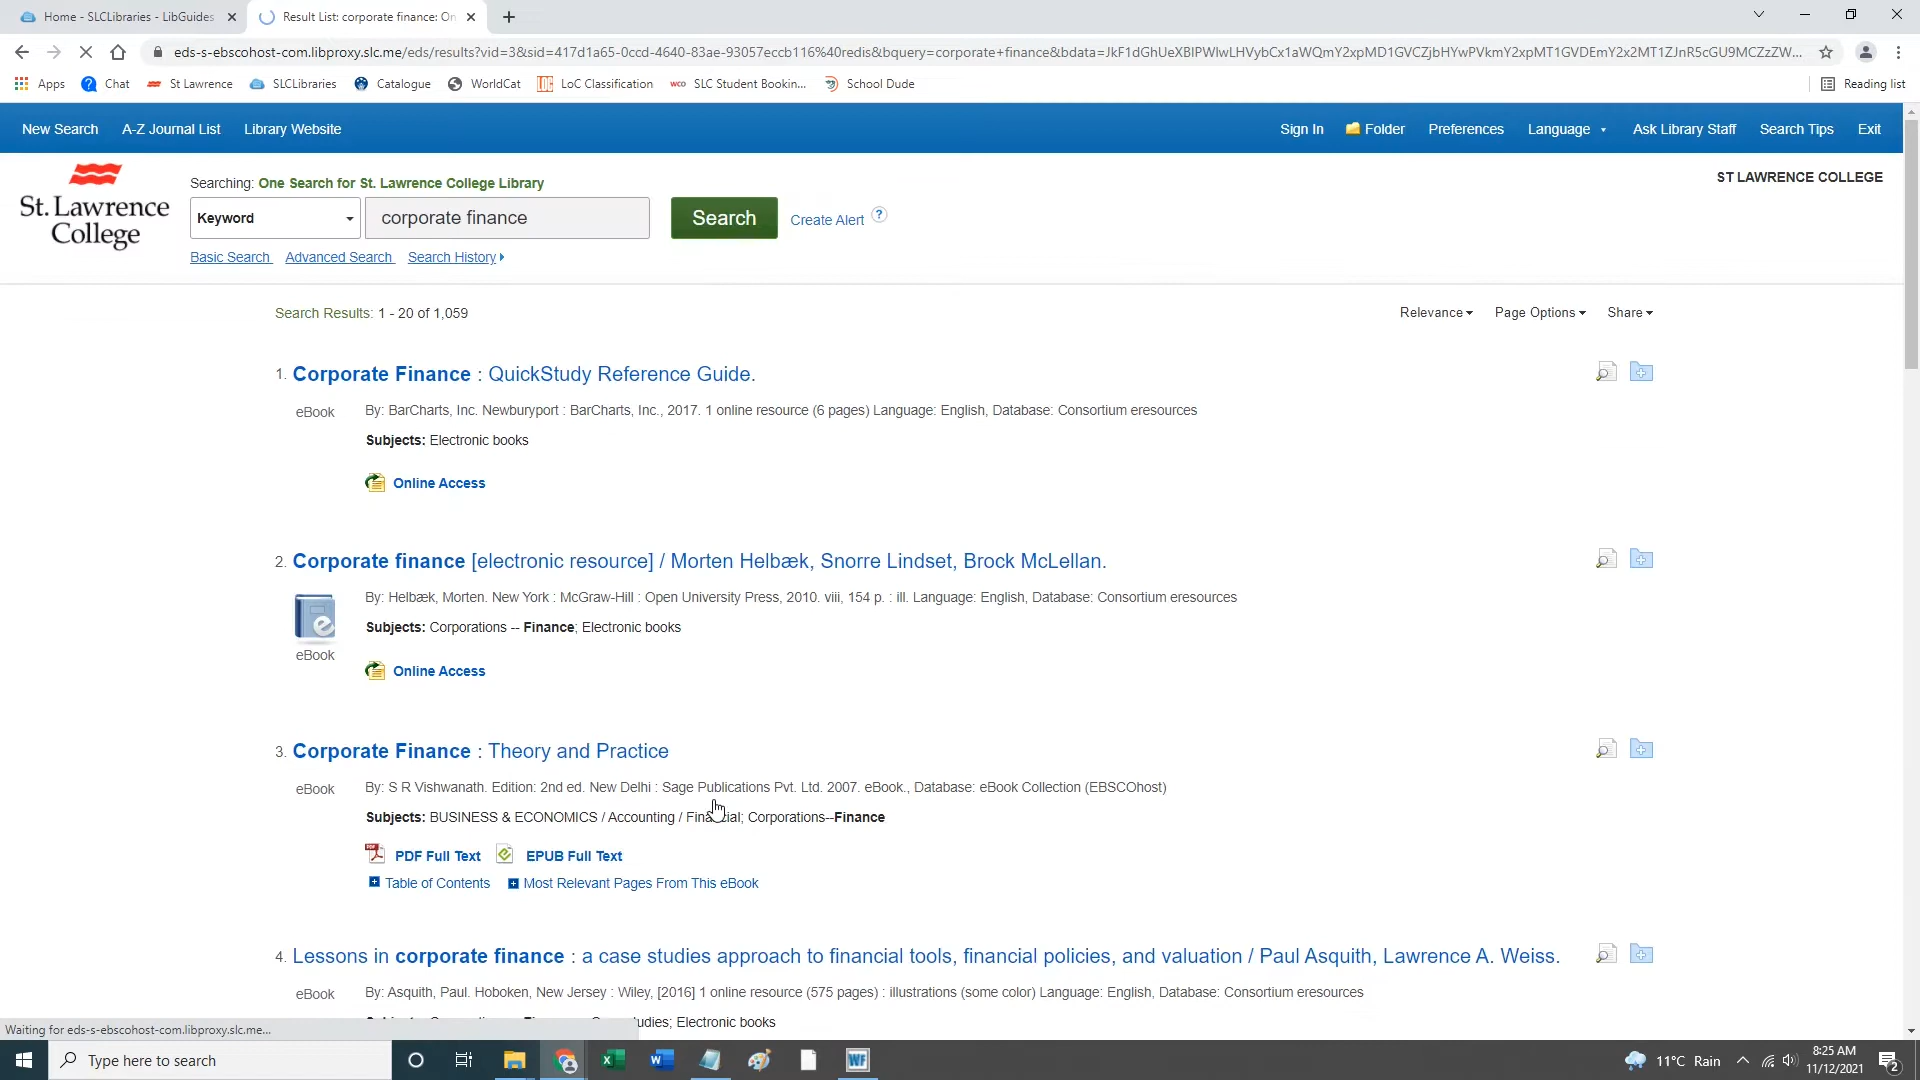 Home - SLCLibraries - LibGuides
Result List: corporate finance: On
eds-s-ebscohost-com.libproxy.slc.me/eds/results?vid=3&sid=417d1a65-0ccd-4640-83ae-93057eccb116%40redis&bquery=corporate+finance&bdata=JkF1dGhUeXBlPWlwLHVybCx1aWQmY2xpMD1GVCZjbHYwPVkmY2xpMT1GVDEmY2x2MT1ZJnR5cGU9MCZzZW...
Apps
Chat
St Lawrence
SLCLibraries
Catalogue
WorldCat
LoC Classification
SLC Student Bookin...
School Dude
Reading list
New Search
A-Z Journal List
Library Website
Sign In
Folder
Preferences
Language
Ask Library Staff
Search Tips
Exit
St. Lawrence
College
Searching: One Search for St. Lawrence College Library
ST LAWRENCE COLLEGE
Keyword
corporate finance
Search
Create Alert
?
Basic Search
Advanced Search
Search History
Search Results: 1 - 20 of 1,059
Relevance
Page Options
Share
1. Corporate Finance : QuickStudy Reference Guide.
eBook
By: BarCharts, Inc. Newburyport : BarCharts, Inc., 2017. 1 online resource (6 pages) Language: English, Database: Consortium eresources
Subjects: Electronic books
Online Access
2. Corporate finance [electronic resource] / Morten Helbæk, Snorre Lindset, Brock McLellan.
By: Helbæk, Morten. New York : McGraw-Hill : Open University Press, 2010. viii, 154 p. : ill. Language: English, Database: Consortium eresources
Subjects: Corporations -- Finance; Electronic books
eBook
Online Access
3. Corporate Finance : Theory and Practice
eBook
By: S R Vishwanath. Edition: 2nd ed. New Delhi : Sage Publications Pvt. Ltd. 2007. eBook., Database: eBook Collection (EBSCOhost)
Subjects: BUSINESS & ECONOMICS / Accounting / Financial; Corporations--Finance
PDF Full Text
EPUB Full Text
Table of Contents
Most Relevant Pages From This eBook
4. Lessons in corporate finance : a case studies approach to financial tools, financial policies, and valuation / Paul Asquith, Lawrence A. Weiss.
eBook
By: Asquith, Paul. Hoboken, New Jersey : Wiley, [2016] 1 online resource (575 pages) : illustrations (some color) Language: English, Database: Consortium eresources
Electronic books
Waiting for eds-s-ebscohost-com.libproxy.slc.me...
Type here to search
11°C Rain
8:25 AM
11/12/2021
2